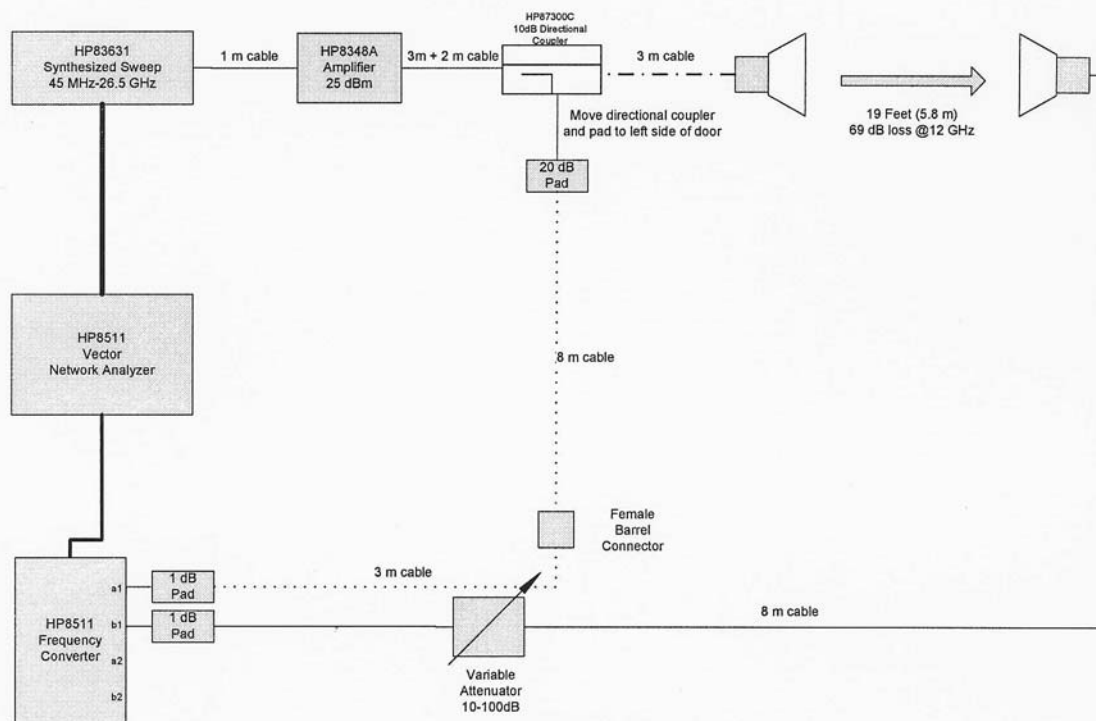 HP87300C
10dB Directional
Coupler
HP83631
Synthesized Sweep
45 MHz-26.5 GHz
1 m cable
HP8348A
Amplifier
25 dBm
3m + 2 m cable
3 m cable
19 Feet (5.8 m)
69 dB loss @12 GHz
Move directional coupler
and pad to left side of door
20 dB
Pad
HP8511
Vector
Network Analyzer
8 m cable
Female
Barrel
Connector
HP8511
Frequency
Converter
a1
b1
a2
b2
1 dB
Pad
3 m cable
1 dB
Pad
8 m cable
Variable
Attenuator
10-100dB